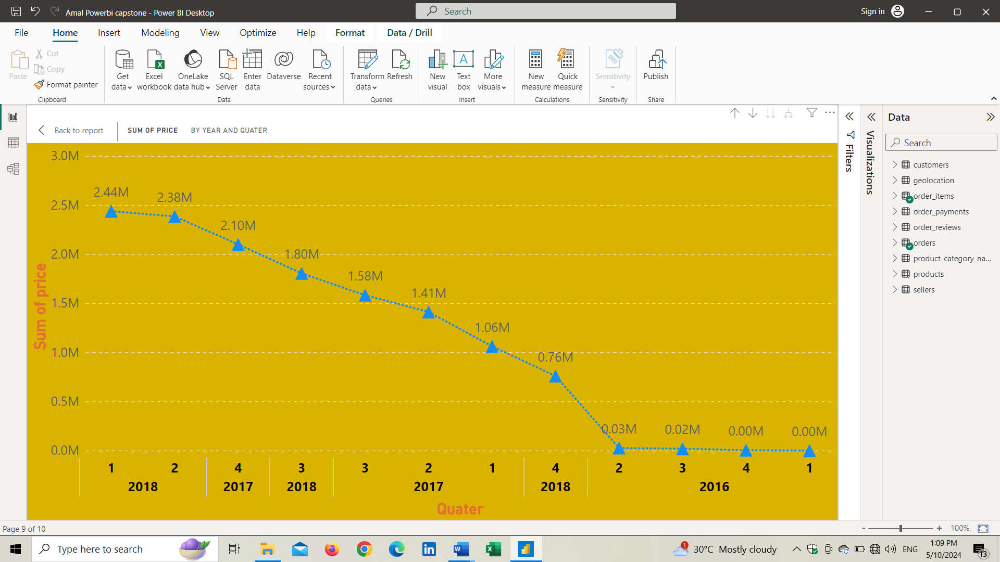 Amal Powerbi capstone - Power BI Desktop
Search
Sign in
File Home Insert Modeling View Optimize Help Format Data / Drill
Paste
Cut
Copy
Format painter
Clipboard
Get data
Excel workbook
OneLake data hub
SQL Server
Enter data
Dataverse
Recent sources
Data
Transform data
Refresh
Queries
New visual
Text box
More visuals
Insert
New measure
Quick measure
Calculations
Sensitivity
Sensitivity
Publish
Share
Back to report
SUM OF PRICE
BY YEAR AND QUATER
3.0M
2.5M
2.0M
1.5M
1.0M
0.5M
0.0M
Sum of price
2.44M
2.38M
2.10M
1.80M
1.58M
1.41M
1.06M
0.76M
0.03M
0.02M
0.00M
0.00M
1 2 4 3 3 2 1 4 2 3 4 1
2018 2017 2018 2017 2018 2016
Quater
Filters
Visualizations
Data
Search
customers
geolocation
order_items
order_payments
order_reviews
orders
product_category_na...
products
sellers
Page 9 of 10
- + 100%
Type here to search
30°C Mostly cloudy
1
ENG
1:09 PM
5/10/2024
13